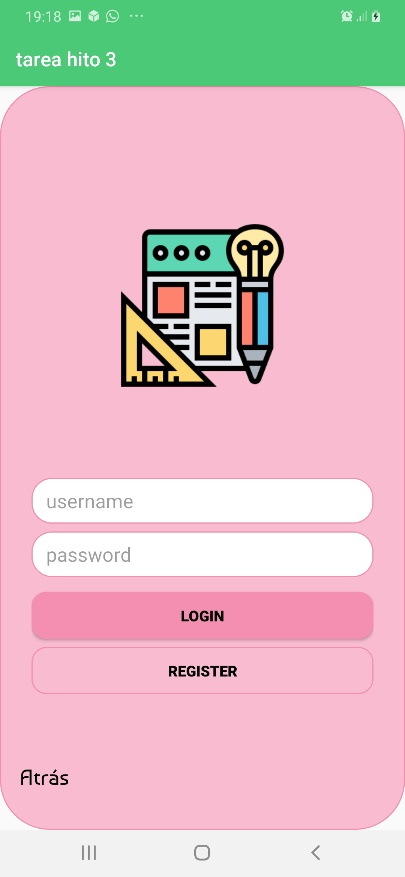 19:18
tarea hito 3
username
password
LOGIN
REGISTER
Atrás